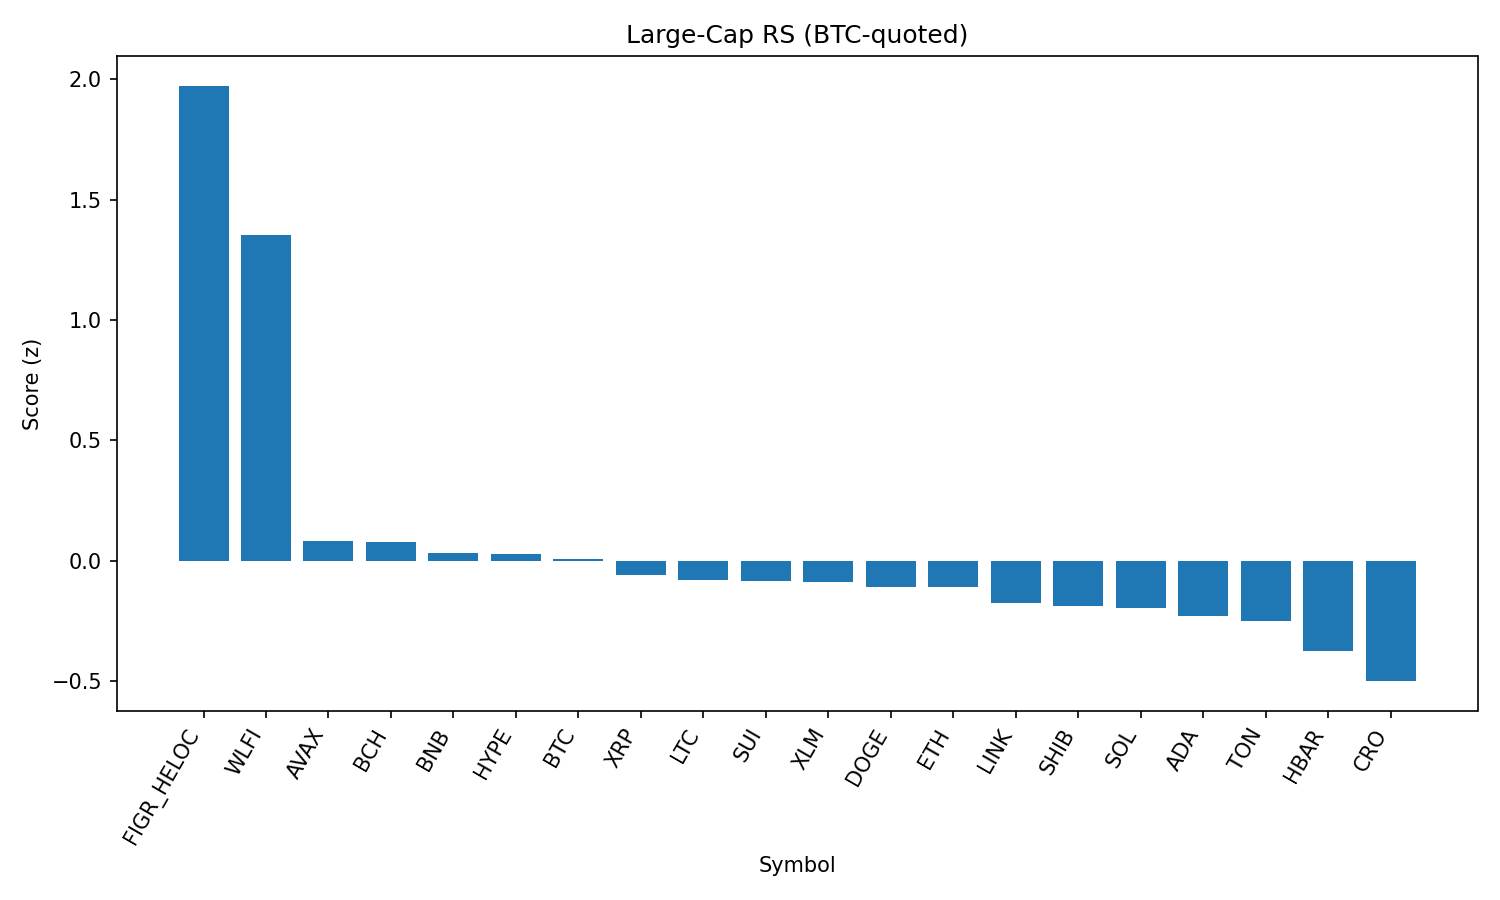 Large-Cap RS (BTC-quoted)
Score (z)
2.0
1.5
1.0
0.5
0.0
−0.5
FIGR_HELOC
WLFI
AVAX
BCH
BNB
HYPE
BTC
XRP
LTC
SUI
XLM
DOGE
ETH
LINK
SHIB
SOL
ADA
TON
HBAR
CRO
Symbol